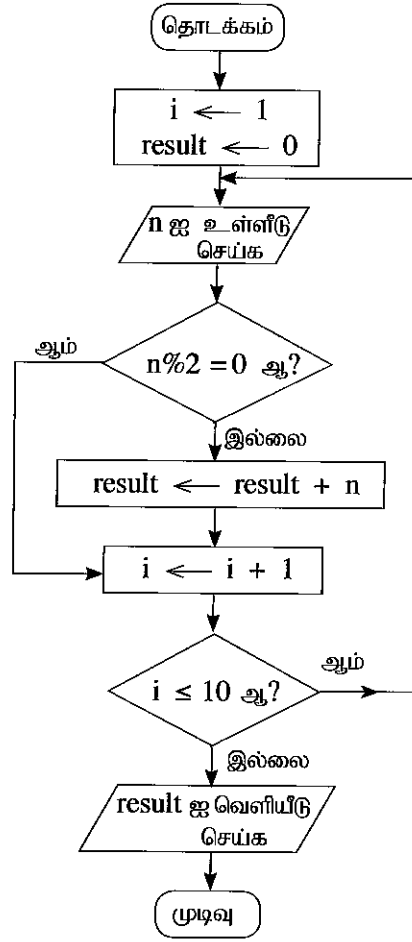 தொடக்கம்
i ← 1
result ← 0
n ஐ உள்ளீடு
செய்க
ஆம்
n%2 = 0 ஆ?
இல்லை
result ← result + n
i ← i + 1
ஆம்
i ≤ 10 ஆ?
இல்லை
result ஐ வெளியீடு
செய்க
முடிவு